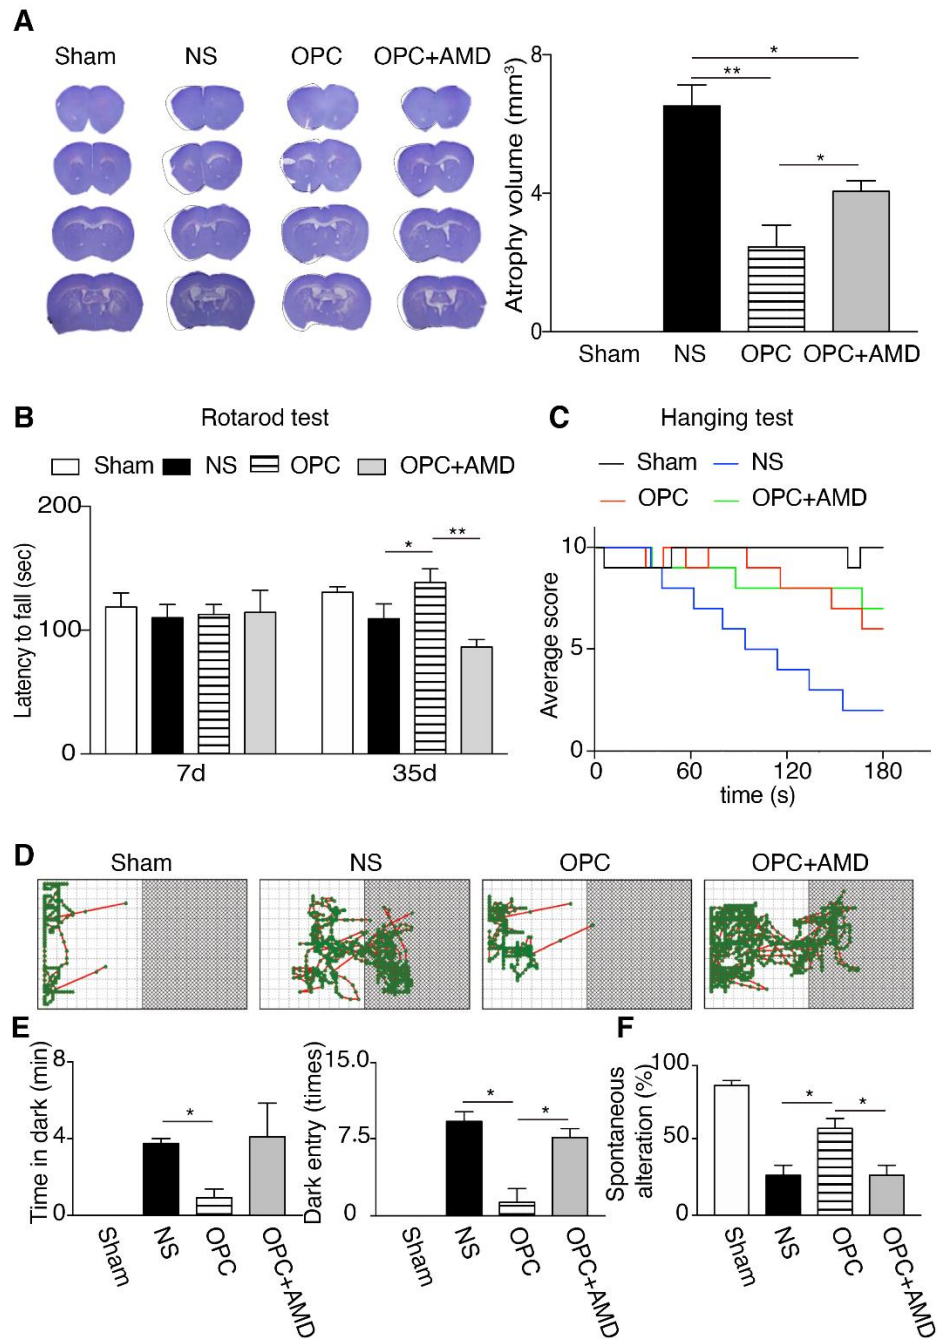 A
Sham NS OPC OPC+AMD
Atrophy volume (mm³)
8
4
0
*
**
*
Sham NS OPC OPC+AMD
B Rotarod test
Sham NS OPC OPC+AMD
Latency to fall (sec)
200
100
0
* **
7d 35d
C Hanging test
Sham NS
OPC OPC+AMD
Average score
10
5
0
0 60 120 180
time (s)
D
Sham NS OPC OPC+AMD
E
Time in dark (min)
8
4
0
*
Sham NS OPC OPC+AMD
Dark entry (times)
15.0
7.5
0
* *
Sham NS OPC OPC+AMD
F
Spontaneous
alteration (%)
100
50
0
* *
Sham NS OPC OPC+AMD